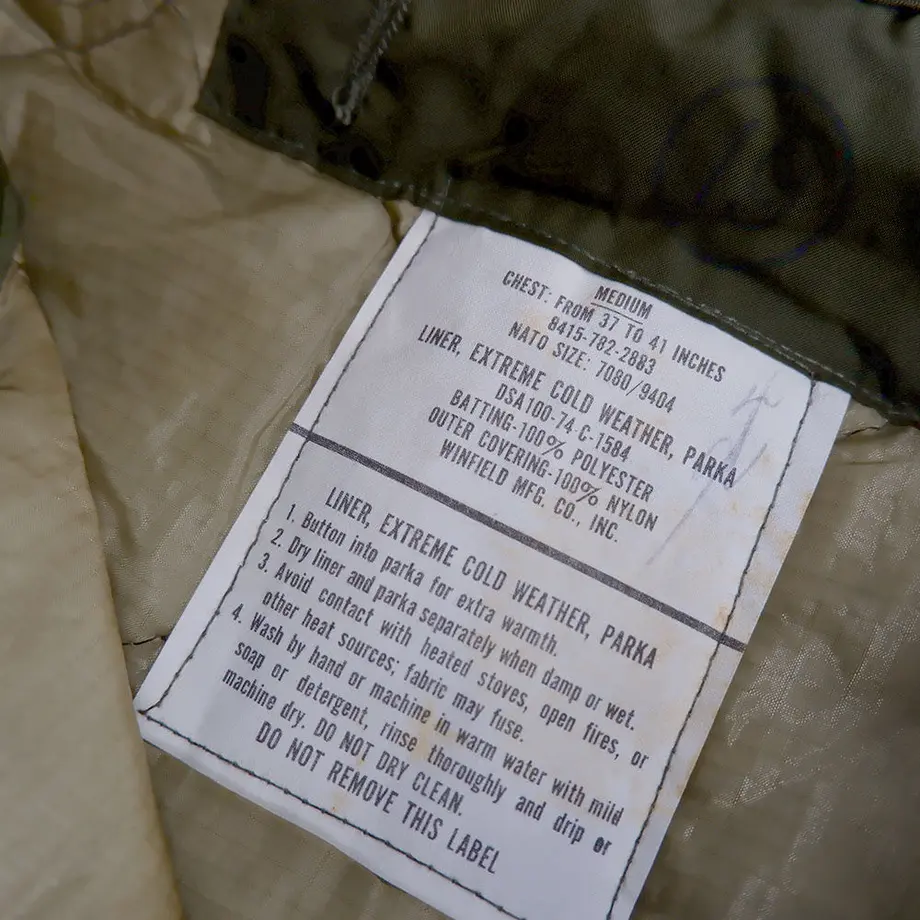 MEDIUM
CHEST: FROM 37 TO 41 INCHES
8415-782-2883
NATO SIZE: 7080/9404
LINER, EXTREME COLD WEATHER, PARKA
DSA100-74-C-1584
BATTING-100% POLYESTER
OUTER COVERING-100% NYLON
WINFIELD MFG. CO., INC.
LINER, EXTREME COLD WEATHER, PARKA
1. Button into parka for extra warmth.
2. Dry liner and parka separately when damp or wet.
3. Avoid contact with heated stoves, open fires, or
other heat sources; fabric may fuse.
4. Wash by hand or machine in warm water with mild
soap or detergent, rinse thoroughly and drip or
machine dry. DO NOT DRY CLEAN.
DO NOT REMOVE THIS LABEL